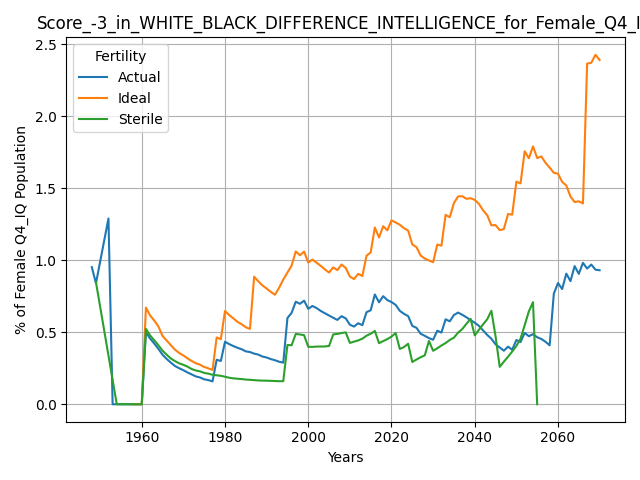 Score_-3_in_WHITE_BLACK_DIFFERENCE_INTELLIGENCE_for_Female_Q4_I
Fertility
Actual
Ideal
Sterile
% of Female Q4_IQ Population
2.5
2.0
1.5
1.0
0.5
0.0
1960
1980
2000
2020
2040
2060
Years